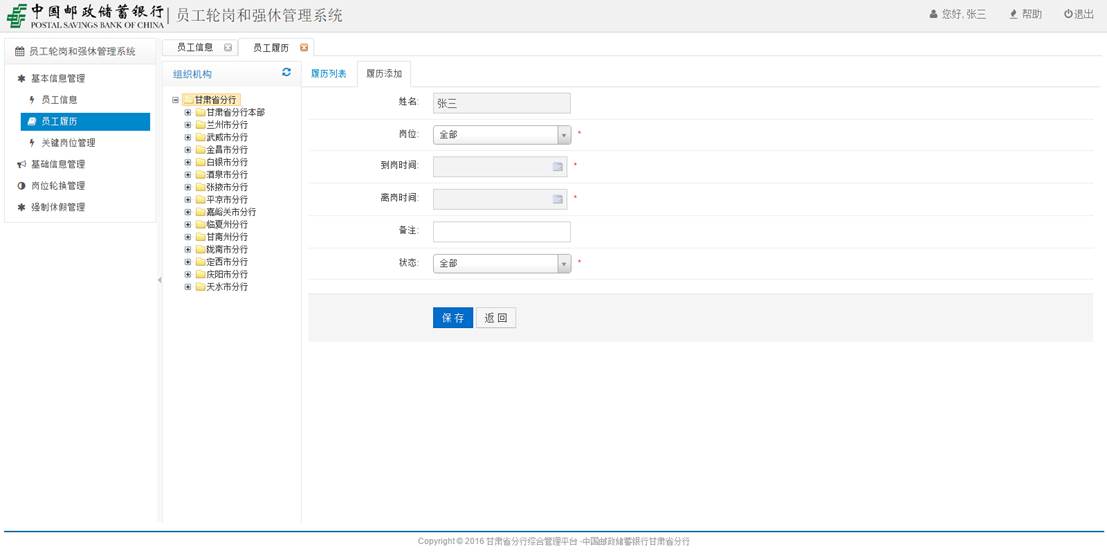 中国邮政储蓄银行
POSTAL SAVINGS BANK OF CHINA
员工轮岗和强休管理系统
您好, 张三
帮助
退出
员工轮岗和强休管理系统
基本信息管理
员工信息
员工履历
关键岗位管理
基础信息管理
岗位轮换管理
强制休假管理
员工信息
员工履历
组织机构
甘肃省分行
甘肃省分行本部
兰州市分行
武威市分行
金昌市分行
白银市分行
酒泉市分行
张掖市分行
平凉市分行
嘉峪关市分行
临夏州分行
甘南州分行
陇南市分行
定西市分行
庆阳市分行
天水市分行
履历列表
履历添加
姓名:
张三
岗位:
全部
*
到岗时间:
*
离岗时间:
*
备注:
状态:
全部
*
保 存
返 回
Copyright © 2016 甘肃省分行综合管理平台 -中国邮政储蓄银行甘肃省分行